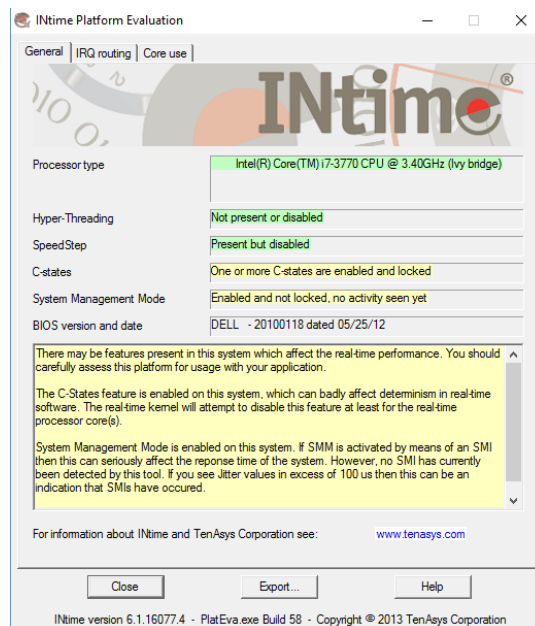 INtime Platform Evaluation
General
IRQ routing
Core use
INtime®
Processor type
Intel(R) Core(TM) i7-3770 CPU @ 3.40GHz (Ivy bridge)
Hyper-Threading
Not present or disabled
SpeedStep
Present but disabled
C-states
One or more C-states are enabled and locked
System Management Mode
Enabled and not locked, no activity seen yet
BIOS version and date
DELL   - 20100118 dated 05/25/12
There may be features present in this system which affect the real-time performance. You should
carefully assess this platform for usage with your application.
The C-States feature is enabled on this system, which can badly affect determinism in real-time
software. The real-time kernel will attempt to disable this feature at least for the real-time
processor core(s).
System Management Mode is enabled on this system. If SMM is activated by means of an SMI
then this can seriously affect the reponse time of the system. However, no SMI has currently
been detected by this tool. If you see Jitter values in excess of 100 us then this can be an
indication that SMIs have occured.
For information about INtime and TenAsys Corporation see:
www.tenasys.com
Close
Export...
Help
INtime version 6.1.16077.4  -  PlatEva.exe Build 58  -  Copyright © 2013 TenAsys Corporation